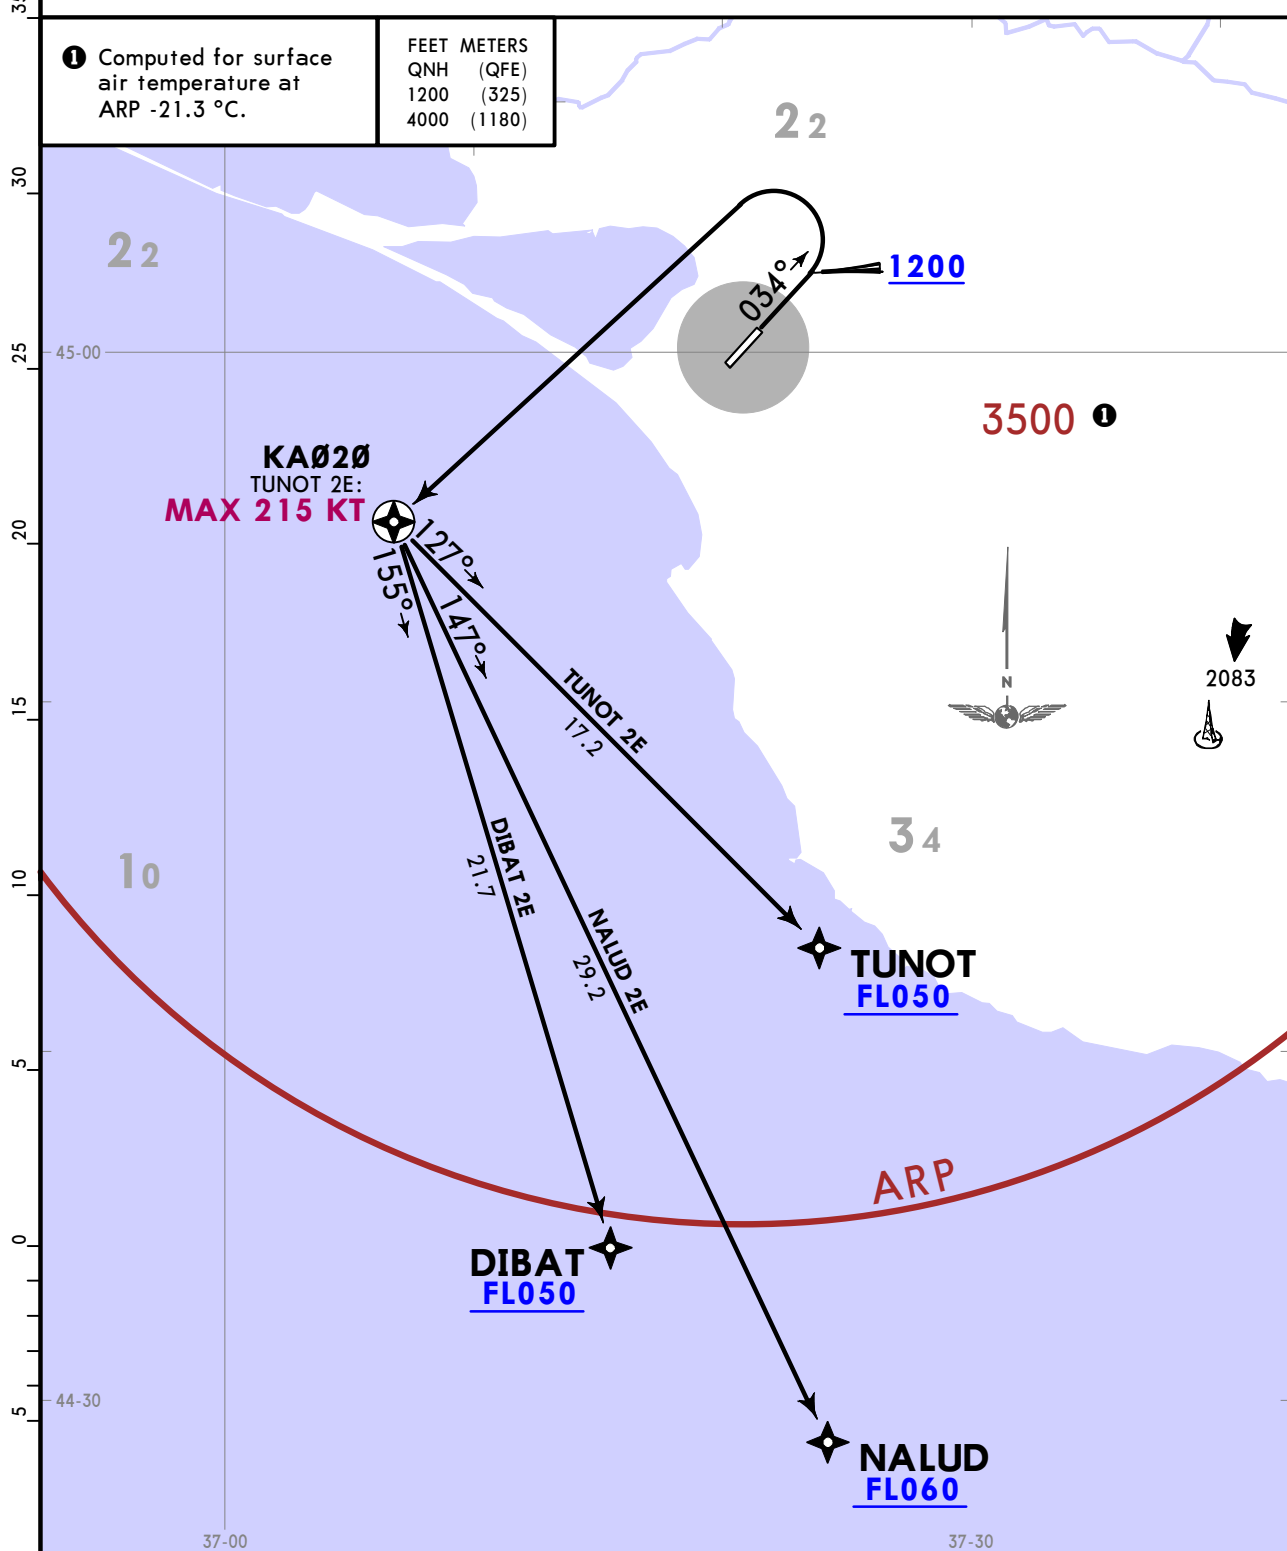 35
❶ Computed for surface
air temperature at
ARP -21.3 °C.
FEET METERS
QNH (QFE)
1200 (325)
4000 (1180)
22
30
22
1200
034°
25
45-00
3500 ❶
KAØ2Ø
TUNOT 2E:
MAX 215 KT
20
127°
155°
147°
N
2083
15
TUNOT 2E
17.2
DIBAT 2E
21.7
34
10
10
NALUD 2E
29.2
TUNOT
FL050
5
ARP
0
DIBAT
FL050
44-30
5
NALUD
FL060
37-00
37-30